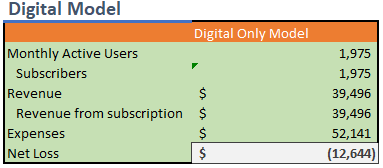 Digital Model
Digital Only Model
Monthly Active Users 1,975
Subscribers 1,975
Revenue $ 39,496
Revenue from subscription $ 39,496
Expenses $ 52,141
Net Loss $ (12,644)